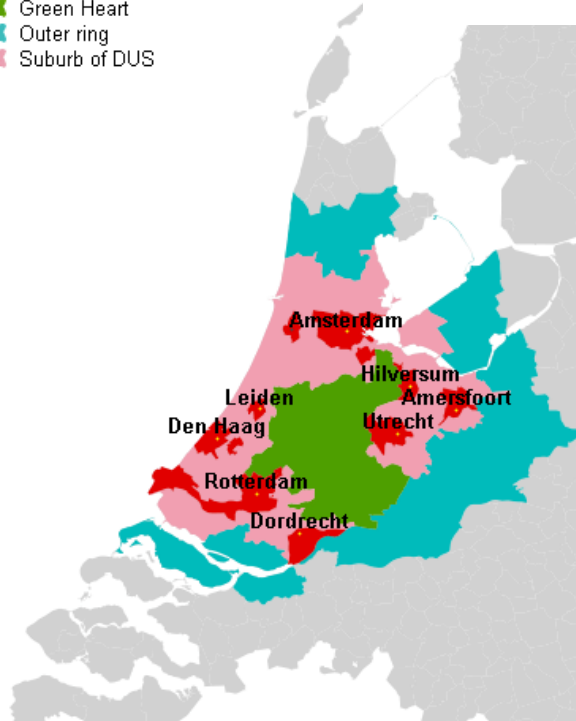 Green Heart
Outer ring
Suburb of DUS
Amsterdam
Hilversum
Leiden
Amersfoort
Den Haag
Utrecht
Rotterdam
Dordrecht